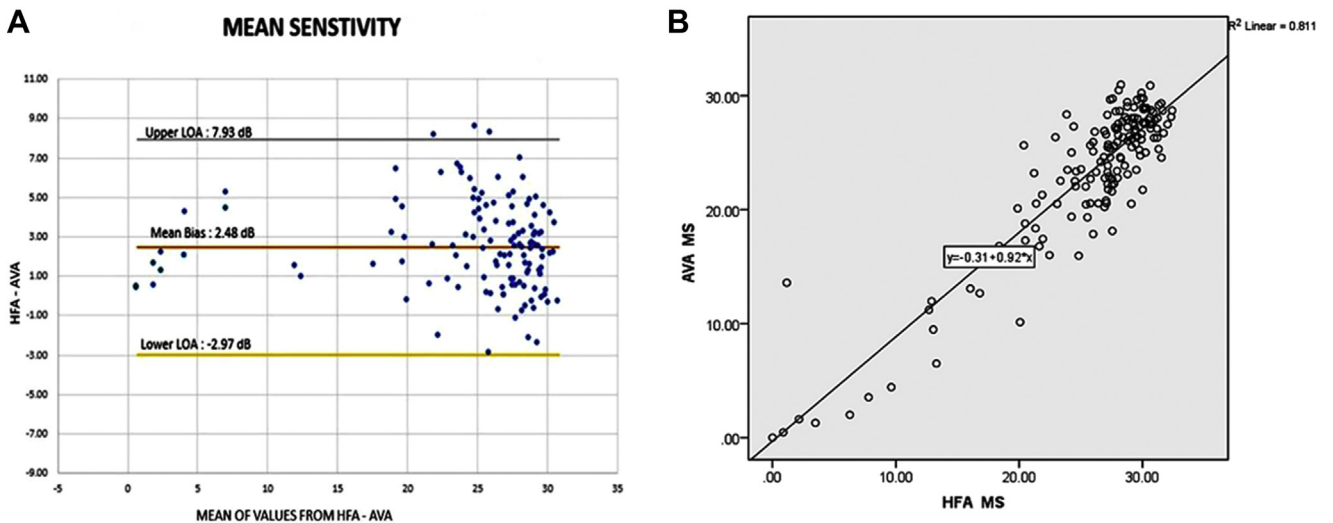 A
MEAN SENSTIVITY
HFA - AVA
11.00
9.00
7.00
5.00
3.00
1.00
-1.00
-3.00
-5.00
-7.00
-9.00
Upper LOA : 7.93 dB
Mean Bias : 2.48 dB
Lower LOA : -2.97 dB
-5 0 5 10 15 20 25 30 35
MEAN OF VALUES FROM HFA - AVA
B
R2 Linear = 0.811
AVA MS
30.00
20.00
10.00
.00
y=-0.31+0.92*x
.00 10.00 20.00 30.00
HFA MS